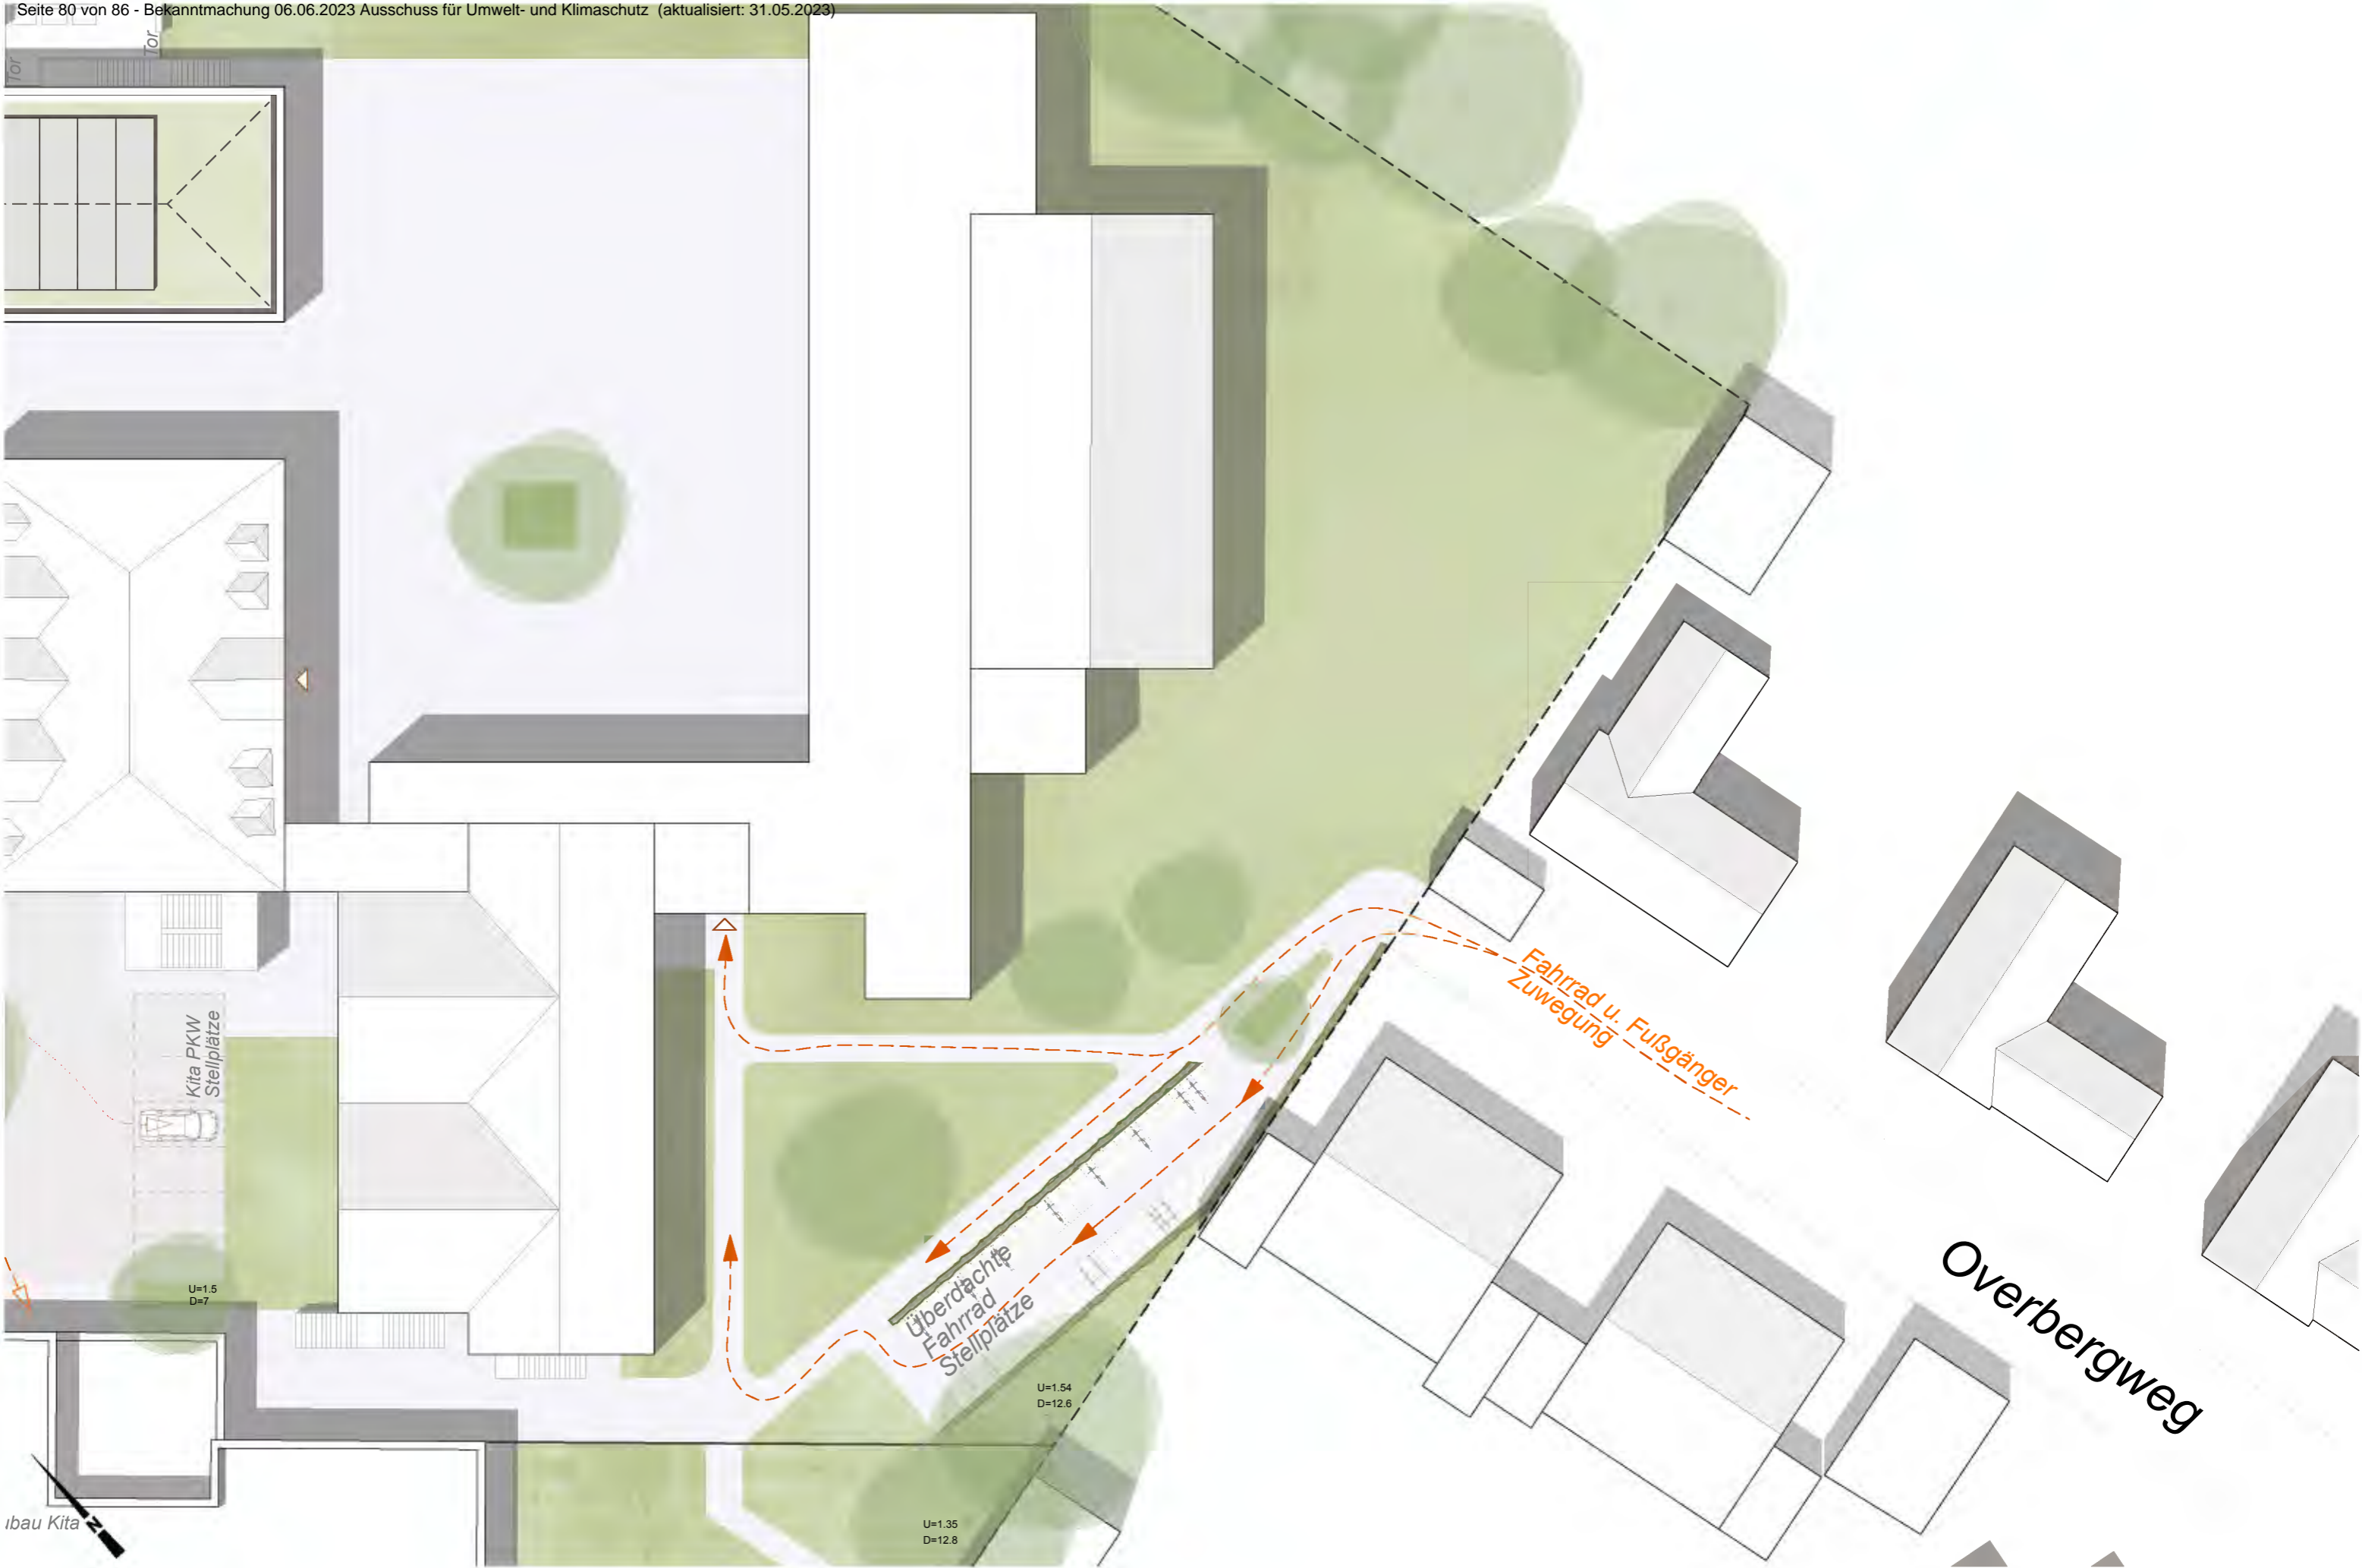 Seite 80 von 86 - Bekanntmachung 06.06.2023 Ausschuss für Umwelt- und Klimaschutz (aktualisiert: 31.05.2023)
Tor
Tor
Fahrrad u. Fußgänger
Zuwegung
Kita PKW
Stellplätze
Überdachte
Fahrrad
Stellplätze
Overbergweg
U=1.5
D=7
U=1.54
D=12.6
U=1.35
D=12.8
ubau Kita
N